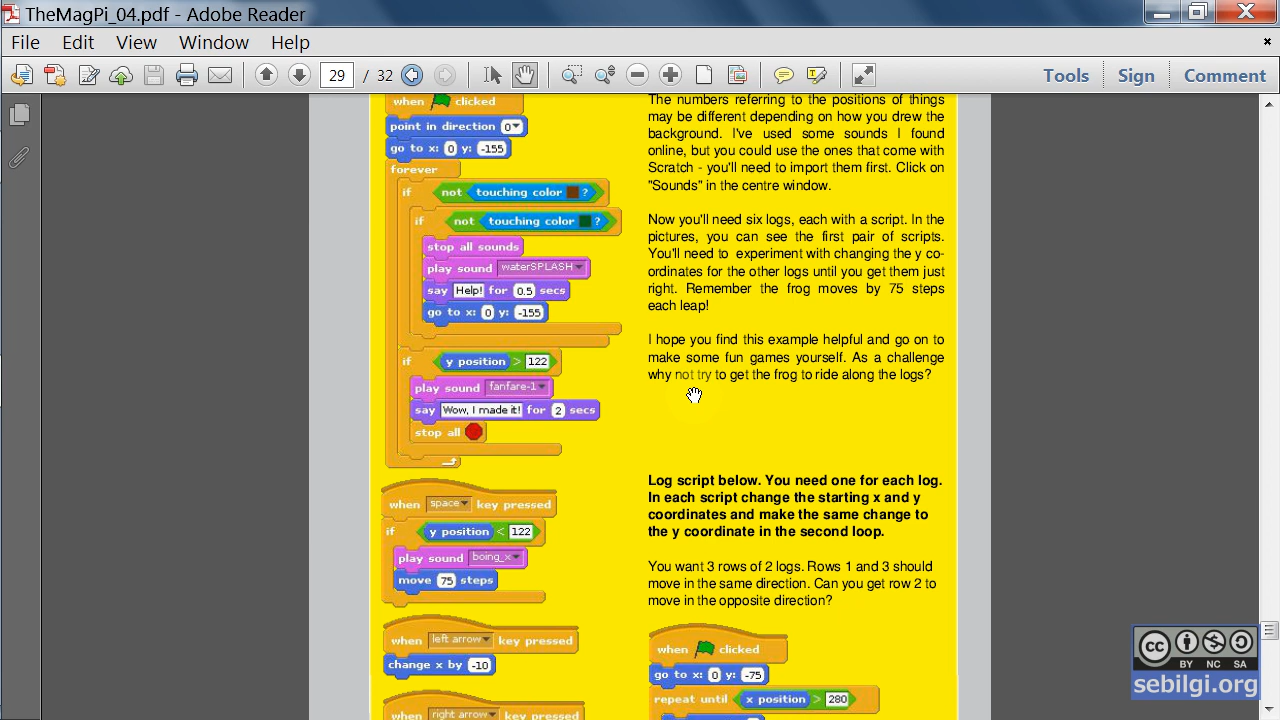 TheMagPi_04.pdf - Adobe Reader
File Edit View Window Help
29 / 32
Tools Sign Comment
when clicked
point in direction 0
go to x: 0 y: -155
forever
if not touching color ?
if not touching color ?
stop all sounds
play sound waterSPLASH
say Help! for 0.5 secs
go to x: 0 y: -155
if y position > 122
play sound fanfare-1
say Wow, I made it! for 2 secs
stop all
when space key pressed
if y position < 122
play sound boing_x
move 75 steps
when left arrow key pressed
change x by -10
when right arrow key pressed
The numbers referring to the positions of things
may be different depending on how you drew the
background. I've used some sounds I found
online, but you could use the ones that come with
Scratch - you'll need to import them first. Click on
"Sounds" in the centre window.
Now you'll need six logs, each with a script. In the
pictures, you can see the first pair of scripts.
You'll need to experiment with changing the y co-
ordinates for the other logs until you get them just
right. Remember the frog moves by 75 steps
each leap!
I hope you find this example helpful and go on to
make some fun games yourself. As a challenge
why not try to get the frog to ride along the logs?
Log script below. You need one for each log.
In each script change the starting x and y
coordinates and make the same change to
the y coordinate in the second loop.
You want 3 rows of 2 logs. Rows 1 and 3 should
move in the same direction. Can you get row 2 to
move in the opposite direction?
when clicked
go to x: 0 y: -75
repeat until x position > 280
cc
BY NC SA
sebilgi.org